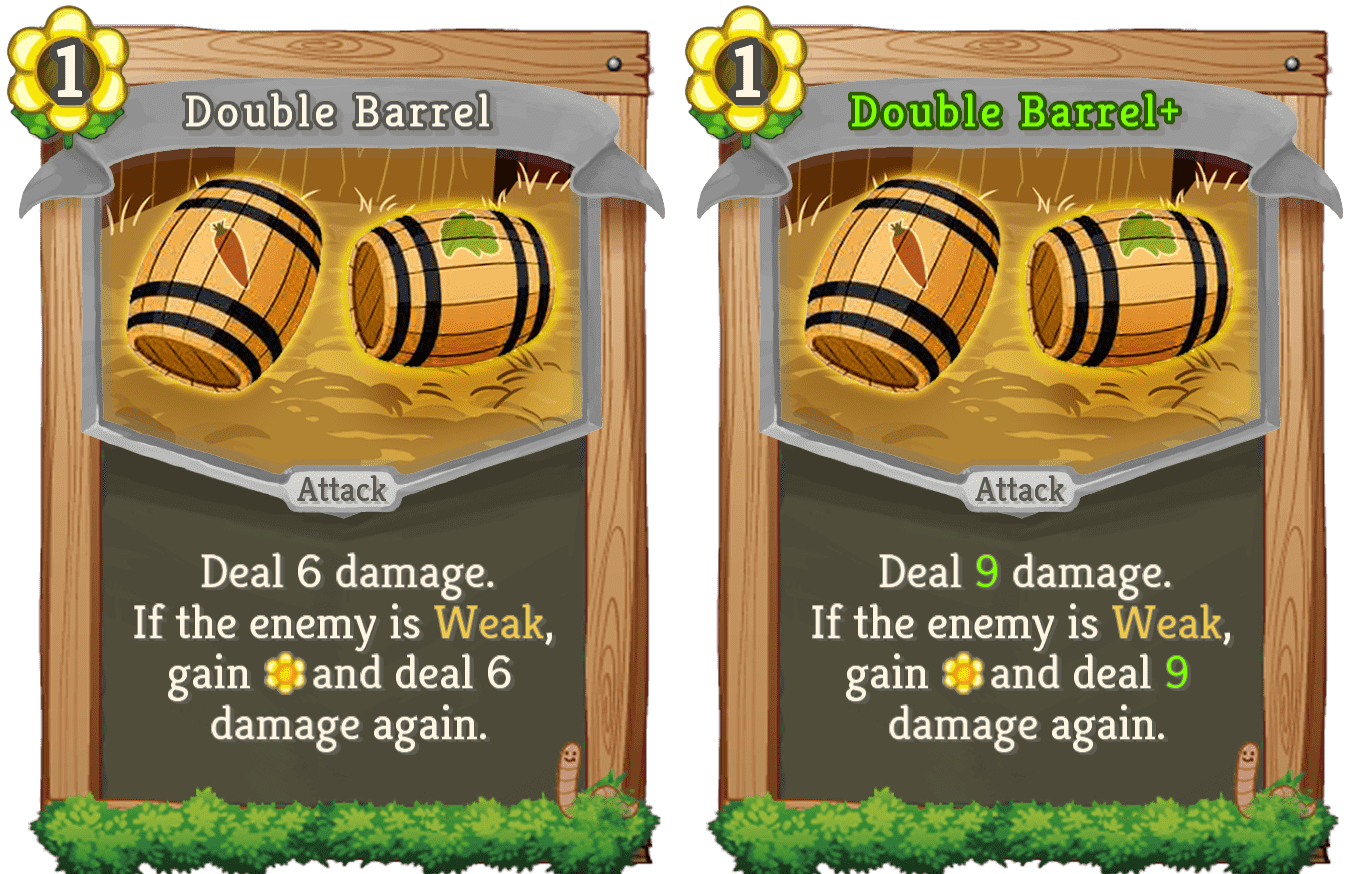 1
Double Barrel
Attack
Deal 6 damage.
If the enemy is Weak,
gain and deal 6
damage again.
1
Double Barrel+
Attack
Deal 9 damage.
If the enemy is Weak,
gain and deal 9
damage again.